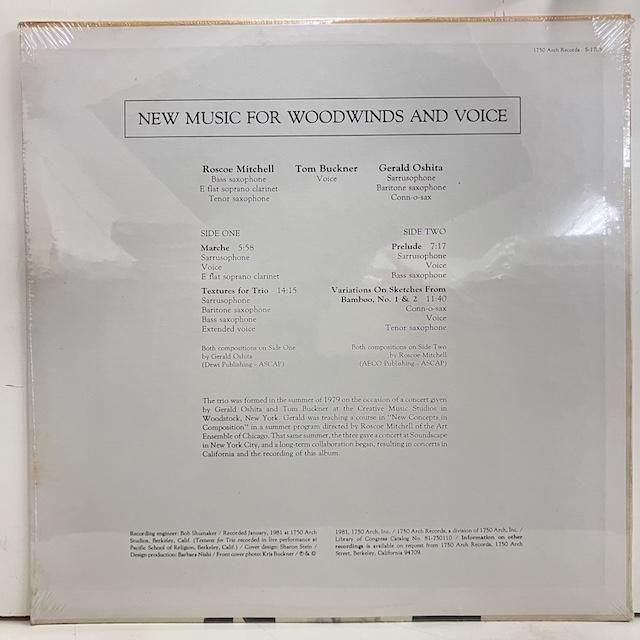 1750 Arch Records
NEW MUSIC FOR WOODWINDS AND VOICE
Roscoe Mitchell
Bass saxophone
E flat soprano clarinet
Tenor saxophone
Tom Buckner
Voice
Gerald Oshita
Sarrusophone
Baritone saxophone
Conn-o-sax
SIDE ONE
Marche 5:58
Sarrusophone
Voice
E flat soprano clarinet
Textures for Trio 14:15
Sarrusophone
Baritone saxophone
Bass saxophone
Extended voice
Both compositions on Side One
by Gerald Oshita
(Dewi Publishing - ASCAP)
SIDE TWO
Prelude 7:17
Sarrusophone
Voice
Bass saxophone
Variations On Sketches From
Bamboo, No. 1 & 2 11:40
Conn-o-sax
Voice
Tenor saxophone
Both compositions on Side Two
by Roscoe Mitchell
(AECO Publishing - ASCAP)
The trio was formed in the summer of 1979 on the occasion of a concert given
by Gerald Oshita and Tom Buckner at the Creative Music Studios in
Woodstock, New York. Gerald was teaching a course in "New Concepts in
Composition" in a summer program directed by Roscoe Mitchell of the Art
Ensemble of Chicago. That same summer, the three gave a concert at Soundscape
in New York City, and a long-term collaboration began, resulting in concerts in
California and the recording of this album.
Recording engineer: Bob Shumaker / Recorded January, 1981 at 1750 Arch
Studios, Berkeley, Calif. (Textures for Trio recorded in live performance at
Pacific School of Religion, Berkeley, Calif.) / Cover design: Sharon Stein /
Design production: Barbara Nishi / Front cover photo: Kris Buckner / ℗ & ©
1981, 1750 Arch, Inc. / 1750 Arch Records, a division of 1750 Arch, Inc. /
Library of Congress Catalog No. 81-750110 / Information on other
recordings is available on request from 1750 Arch Records, 1750 Arch
Street, Berkeley, California 94709.